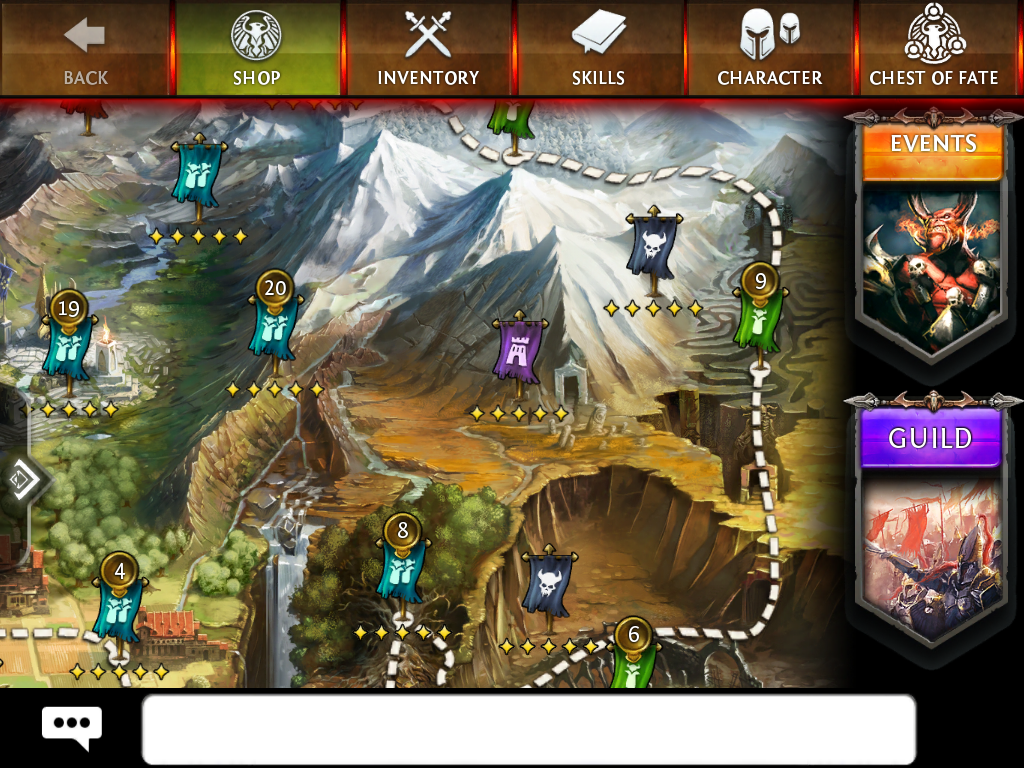 BACK
SHOP
INVENTORY
SKILLS
CHARACTER
CHEST OF FATE
EVENTS
9
20
19
GUILD
8
4
6